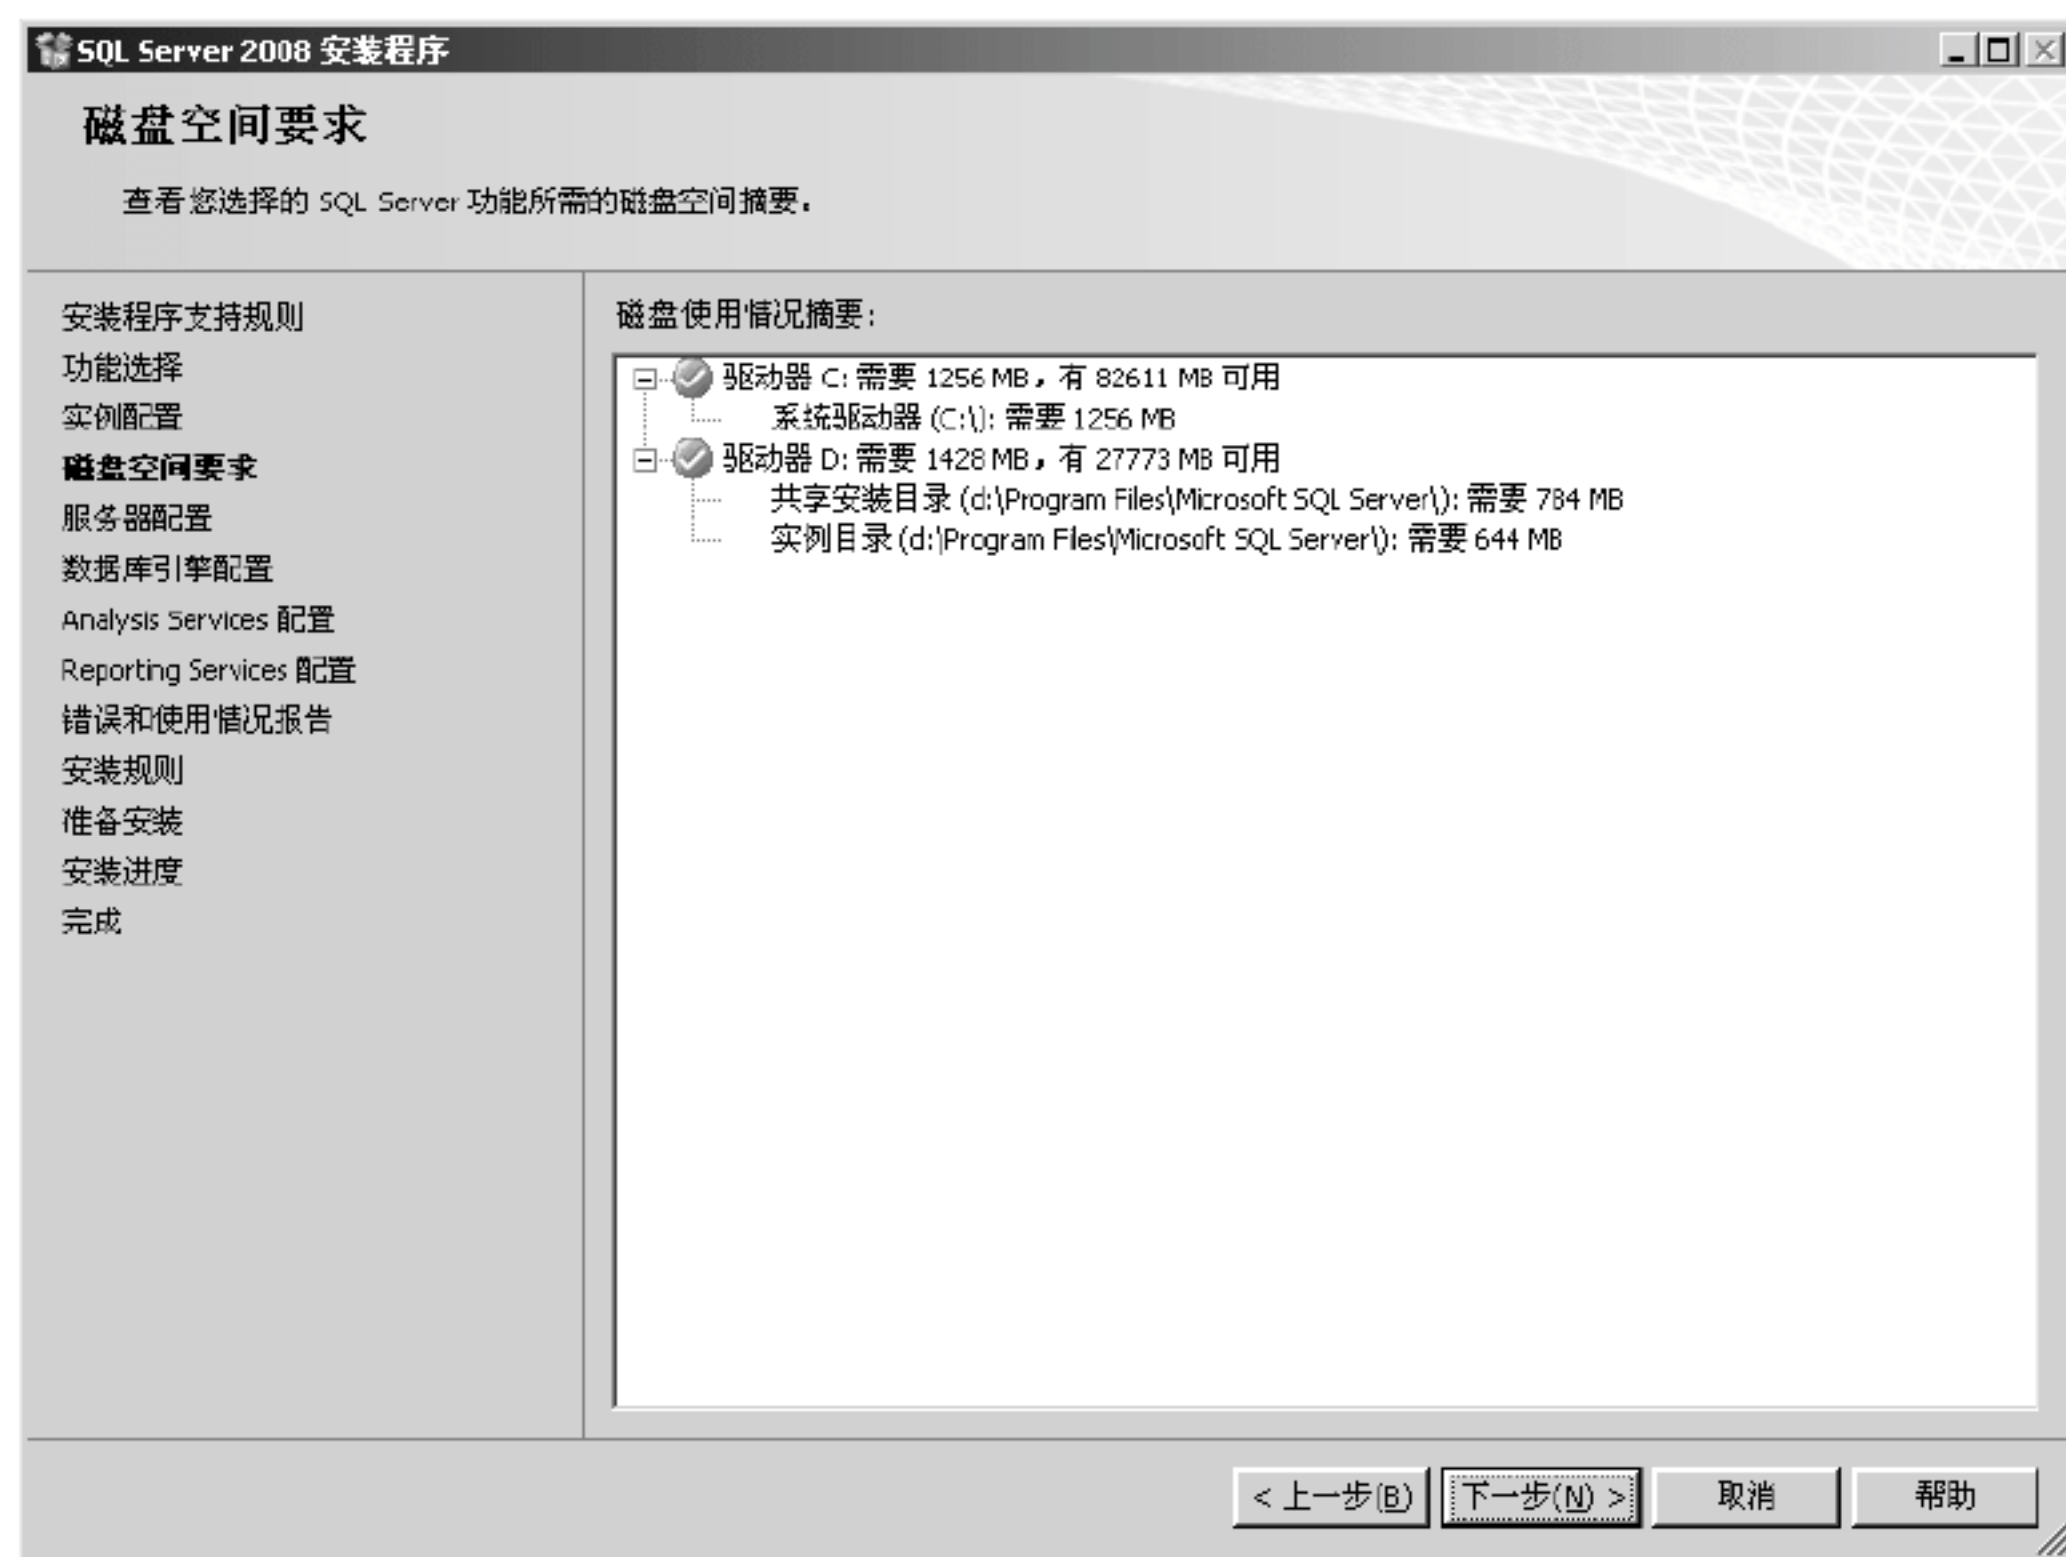 SQL Server 2008 安装程序
磁盘空间要求
查看您选择的 SQL Server 功能所需的磁盘空间摘要。
安装程序支持规则
功能选择
实例配置
磁盘空间要求
服务器配置
数据库引擎配置
Analysis Services 配置
Reporting Services 配置
错误和使用情况报告
安装规则
准备安装
安装进度
完成
磁盘使用情况摘要:
驱动器 C: 需要 1256 MB，有 82611 MB 可用
系统驱动器 (C:\): 需要 1256 MB
驱动器 D: 需要 1428 MB，有 27773 MB 可用
共享安装目录 (d:\Program Files\Microsoft SQL Server\): 需要 784 MB
实例目录 (d:\Program Files\Microsoft SQL Server\): 需要 644 MB
< 上一步(B) 下一步(N) > 取消 帮助